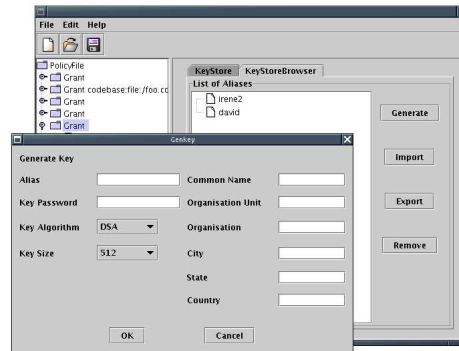 File Edit Help
PolicyFile
Grant
Grant codebase:file:/foo.co
Grant
Grant
Grant
KeyStore KeyStoreBrowser
List of Aliases
irene2
david
Generate
Import
Export
Remove
Genkey
Generate Key
Alias
Common Name
Key Password
Organisation Unit
Key Algorithm
DSA
Organisation
Key Size
512
City
State
Country
OK
Cancel